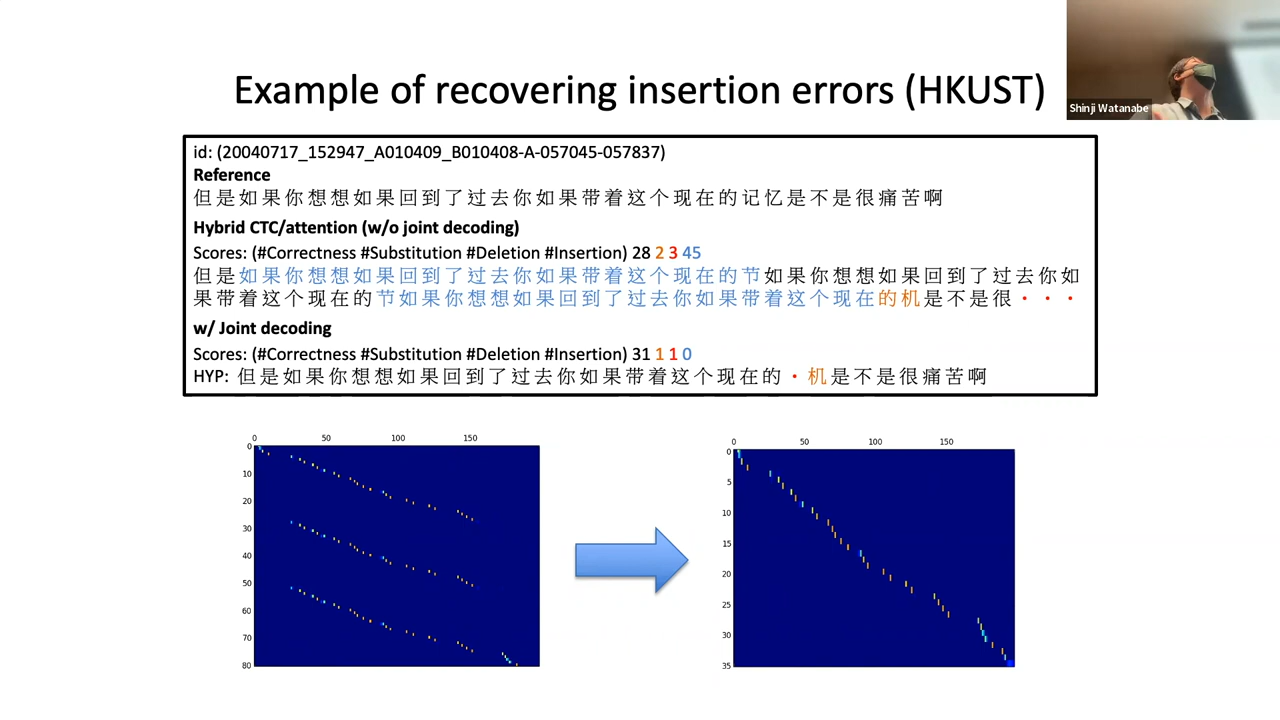 Example of recovering insertion errors (HKUST)
Shinji Watanabe
id: (20040717_152947_A010409_B010408-A-057045-057837)
Reference
但是如果你想想如果回到了过去你如果带着这个现在的记忆是不是很痛苦啊
Hybrid CTC/attention (w/o joint decoding)
Scores: (#Correctness #Substitution #Deletion #Insertion) 28 2 3 45
但是如果你想想如果回到了过去你如果带着这个现在的节如果你想想如果回到了过去你如
果带着这个现在的节如果你想想如果回到了过去你如果带着这个现在的机是不是很・・・
w/ Joint decoding
Scores: (#Correctness #Substitution #Deletion #Insertion) 31 1 1 0
HYP: 但是如果你想想如果回到了过去你如果带着这个现在的・机是不是很痛苦啊
0 50 100 150
0
10
20
30
40
50
60
70
80
0 50 100 150
0
5
10
15
20
25
30
35